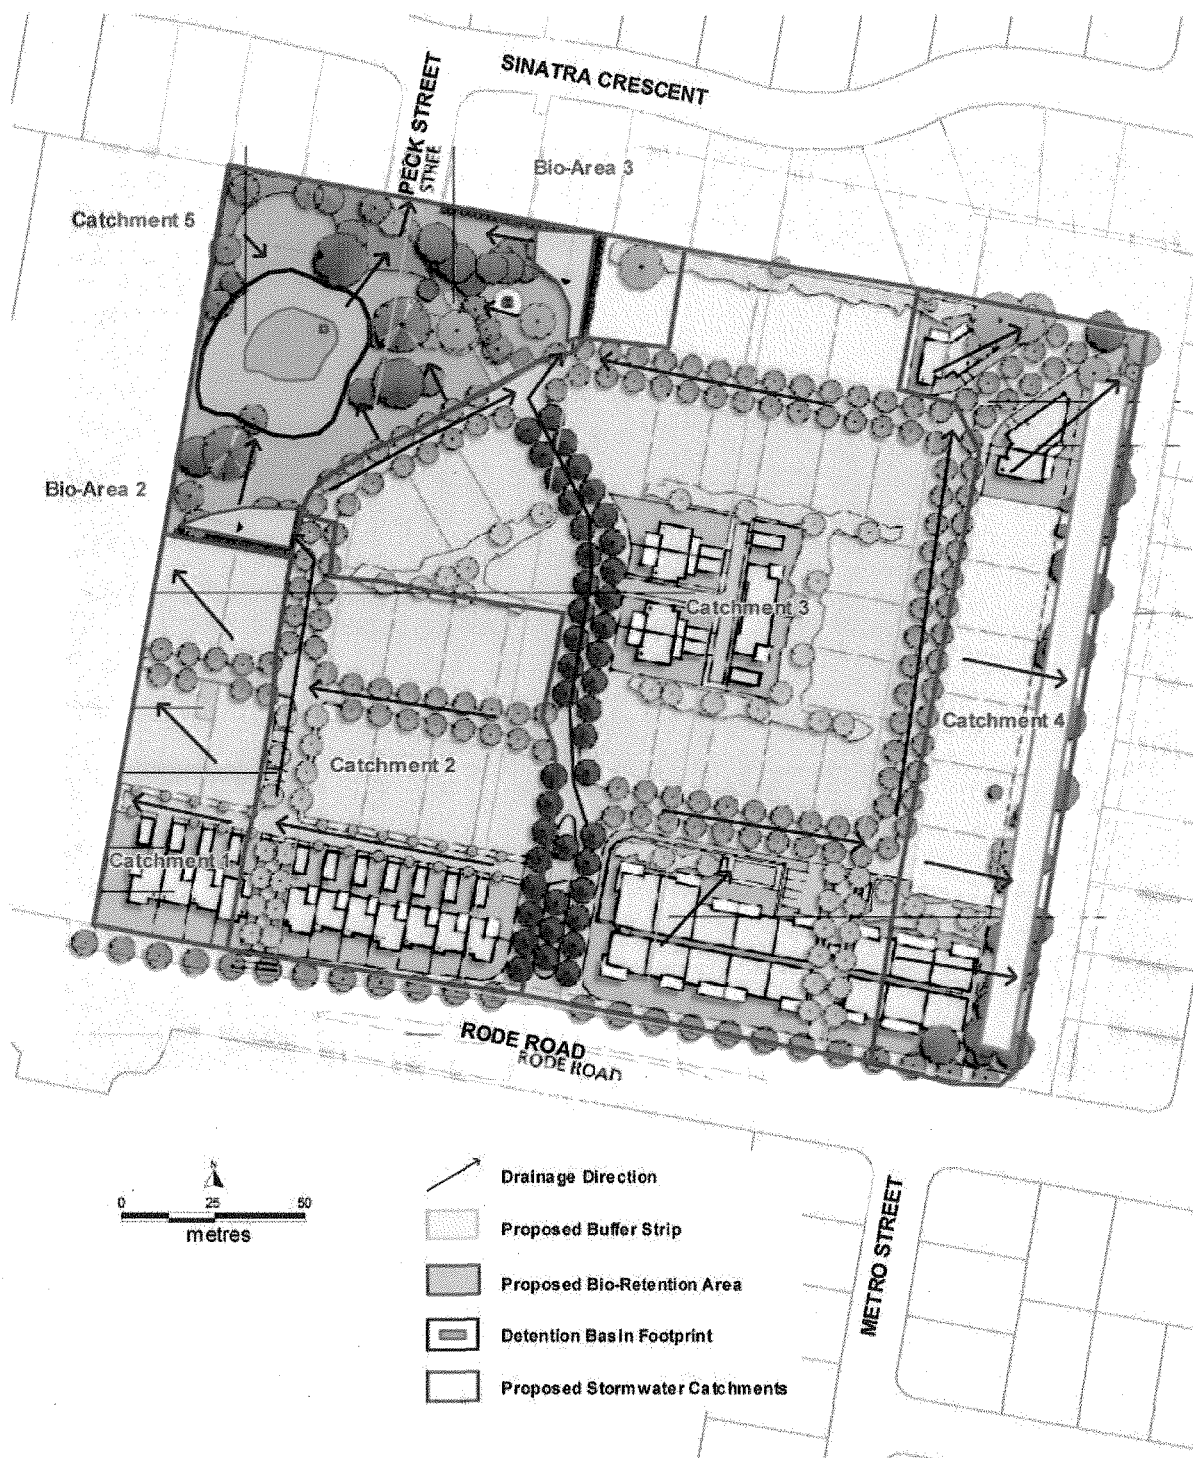 SINATRA CRESCENT
PECK STREET
STREE
Bio-Area 3
Catchment 5
Bio-Area 2
Catchment 3
Catchment 4
Catchment 2
Catchment 1
RODE ROAD
RODE ROAD
METRO STREET
N
0 25 50
metres
Drainage Direction
Proposed Buffer Strip
Proposed Bio-Retention Area
Detention Basin Footprint
Proposed Stormwater Catchments